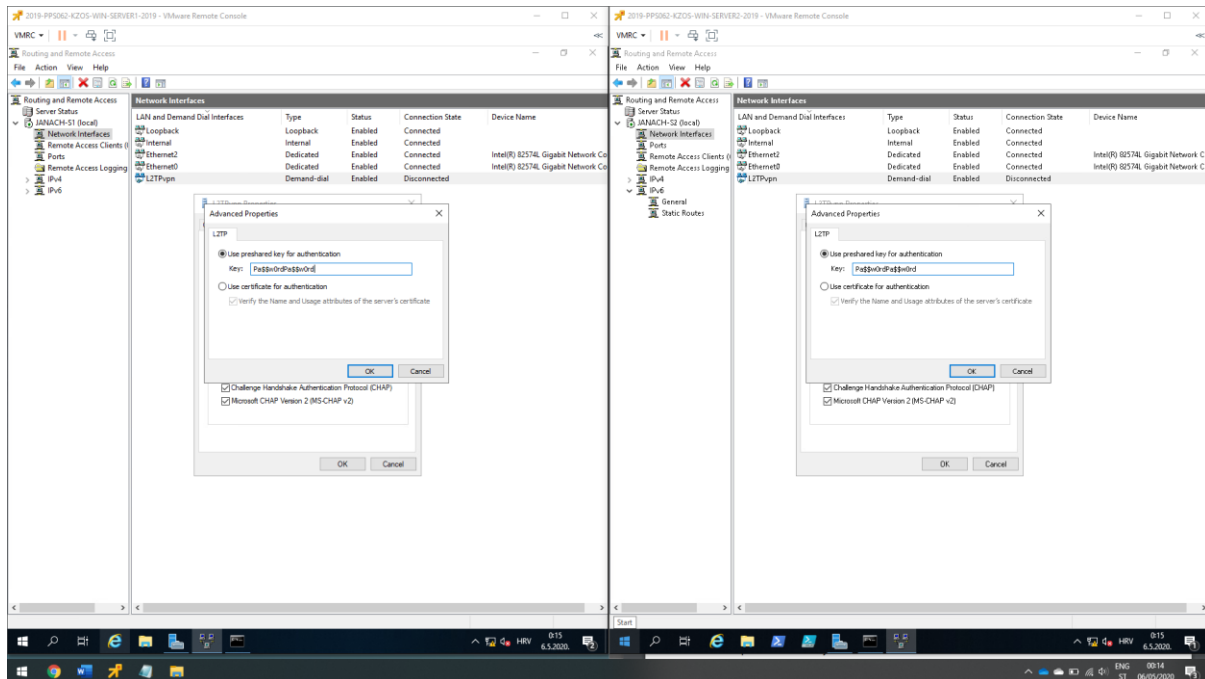 2019-PPS062-KZOS-WIN-SERVER1-2019 - VMware Remote Console
VMRC
Routing and Remote Access
File Action View Help
Routing and Remote Access
Server Status
JANACH-S1 (local)
Network Interfaces
Remote Access Clients (
Ports
Remote Access Logging
IPv4
IPv6
Network Interfaces
LAN and Demand Dial Interfaces Type Status Connection State Device Name
Loopback Loopback Enabled Connected
Internal Internal Enabled Connected
Ethernet2 Dedicated Enabled Connected Intel(R) 82574L Gigabit Network Co
Ethernet0 Dedicated Enabled Connected Intel(R) 82574L Gigabit Network Co
L2TPvpn Demand-dial Enabled Disconnected
L2TPvpn Properties
Advanced Properties
L2TP
Use preshared key for authentication
Key: Pa$$w0rdPa$$w0rd
Use certificate for authentication
Verify the Name and Usage attributes of the server's certificate
OK Cancel
Challenge Handshake Authentication Protocol (CHAP)
Microsoft CHAP Version 2 (MS-CHAP v2)
OK Cancel
HRV 0:15
6.5.2020.
2
2019-PPS062-KZOS-WIN-SERVER2-2019 - VMware Remote Console
VMRC
Routing and Remote Access
File Action View Help
Routing and Remote Access
Server Status
JANACH-S2 (local)
Network Interfaces
Ports
Remote Access Clients (
Remote Access Logging
IPv4
IPv6
General
Static Routes
Network Interfaces
LAN and Demand Dial Interfaces Type Status Connection State Device Name
Loopback Loopback Enabled Connected
Internal Internal Enabled Connected
Ethernet2 Dedicated Enabled Connected Intel(R) 82574L Gigabit Network C
Ethernet0 Dedicated Enabled Connected Intel(R) 82574L Gigabit Network C
L2TPvpn Demand-dial Enabled Disconnected
L2TPvpn Properties
Advanced Properties
L2TP
Use preshared key for authentication
Key: Pa$$w0rdPa$$w0rd
Use certificate for authentication
Verify the Name and Usage attributes of the server's certificate
OK Cancel
Challenge Handshake Authentication Protocol (CHAP)
Microsoft CHAP Version 2 (MS-CHAP v2)
OK Cancel
Start
HRV 0:15
6.5.2020.
ENG 00:14
ST 06/05/2020